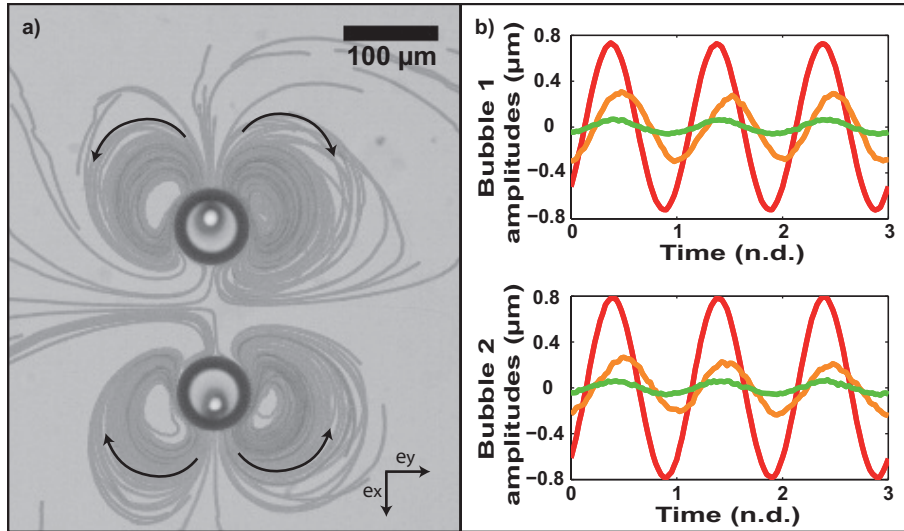 a)
100 µm
ey
ex
b)
Bubble 1
amplitudes (µm)
0.8
0.4
0
−0.4
−0.8
0 1 2 3
Time (n.d.)
Bubble 2
amplitudes (µm)
0.8
0.4
0
−0.4
−0.8
0 1 2 3
Time (n.d.)